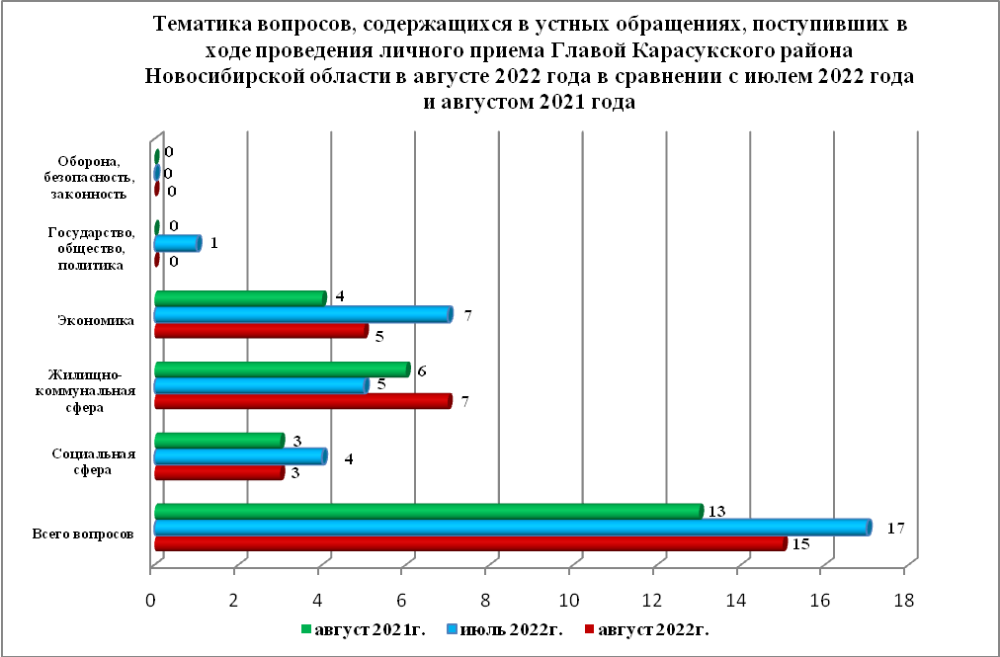 Тематика вопросов, содержащихся в устных обращениях, поступивших в
ходе проведения личного приема Главой Карасукского района
Новосибирской области в августе 2022 года в сравнении с июлем 2022 года
и августом 2021 года
Оборона,
безопасность,
законность
0
0
0
Государство,
общество,
политика
0
1
0
Экономика
4
7
5
Жилищно-
коммунальная
сфера
6
5
7
Социальная
сфера
3
4
3
Всего вопросов
13
17
15
0 2 4 6 8 10 12 14 16 18
август 2021г. июль 2022г. август 2022г.